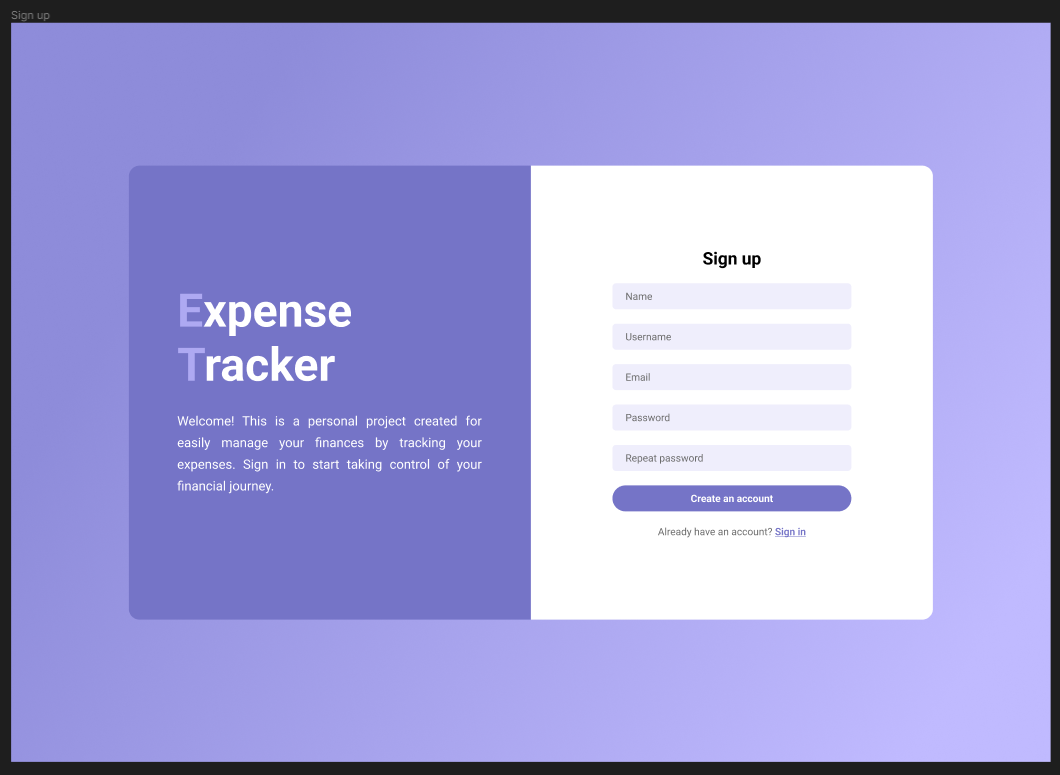 Sign up
Expense
Tracker
Welcome! This is a personal project created for
easily manage your finances by tracking your
expenses. Sign in to start taking control of your
financial journey.
Sign up
Name
Username
Email
Password
Repeat password
Create an account
Already have an account? Sign in